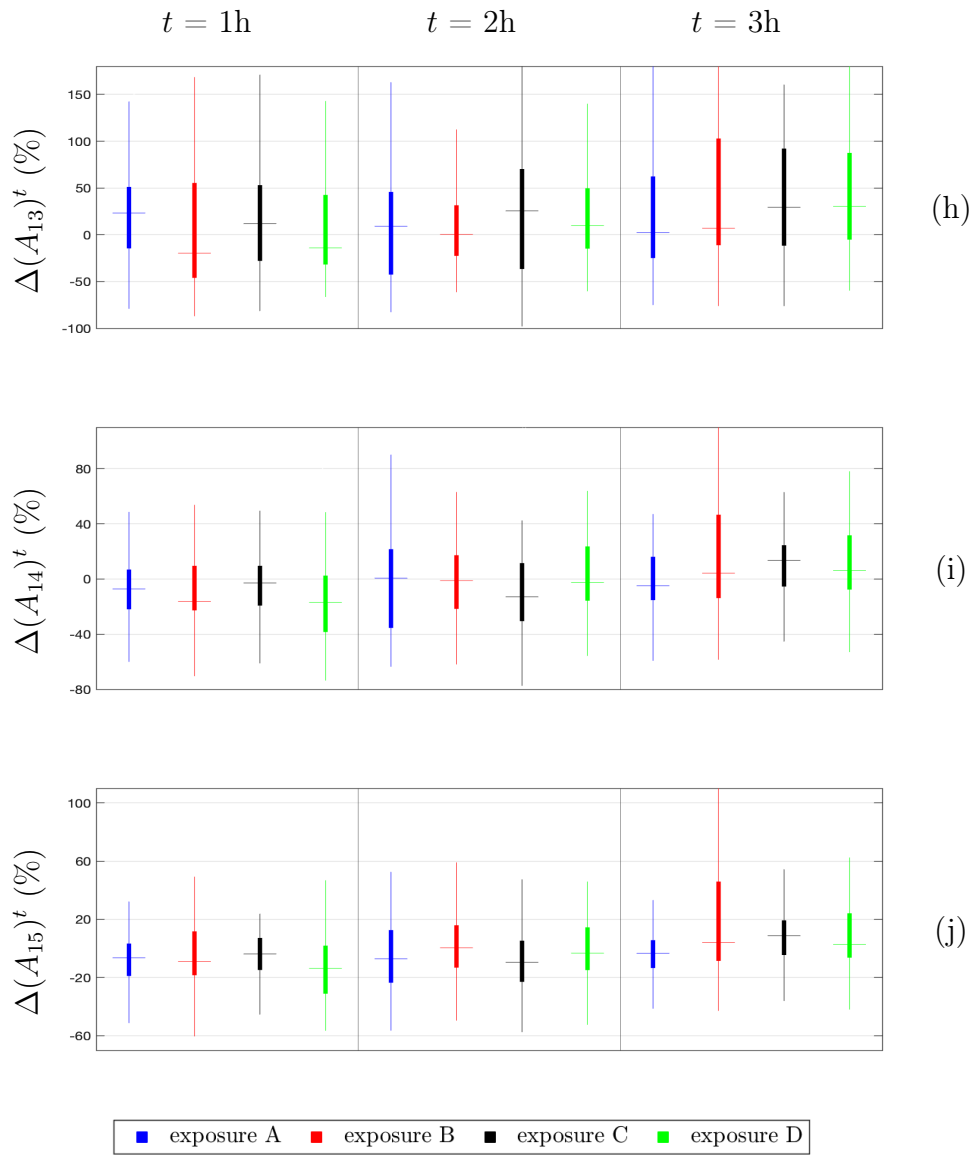 t = 1h t = 2h t = 3h
150
100
50
0
-50
-100
Δ(A₁₃)ᵗ (%)
(h)
80
40
0
-40
-80
Δ(A₁₄)ᵗ (%)
(i)
100
60
20
-20
-60
Δ(A₁₅)ᵗ (%)
(j)
exposure A exposure B exposure C exposure D